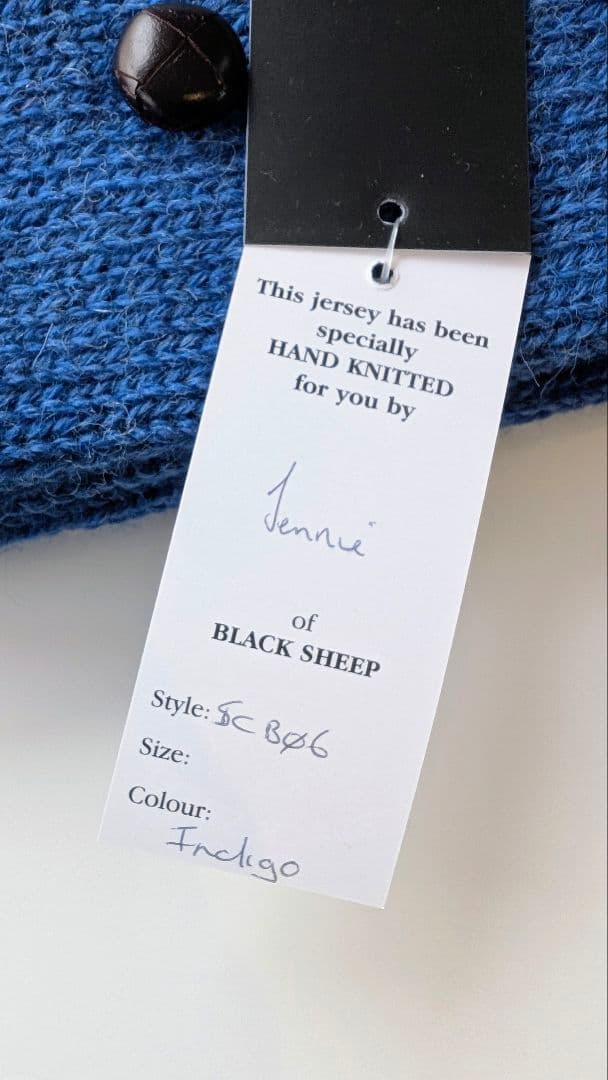 This jersey has been
specially
HAND KNITTED
for you by
Jennie
of
BLACK SHEEP
Style: SC BØ6
Size:
Colour:
Indigo